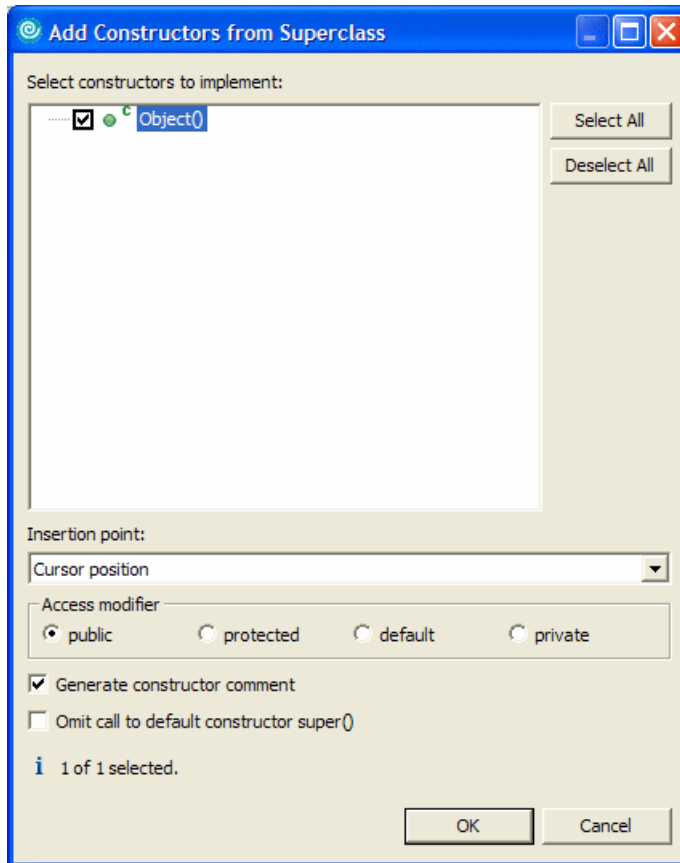 Add Constructors from Superclass
Select constructors to implement:
C Object()
Select All
Deselect All
Insertion point:
Cursor position
Access modifier
public protected default private
Generate constructor comment
Omit call to default constructor super()
i 1 of 1 selected.
OK Cancel